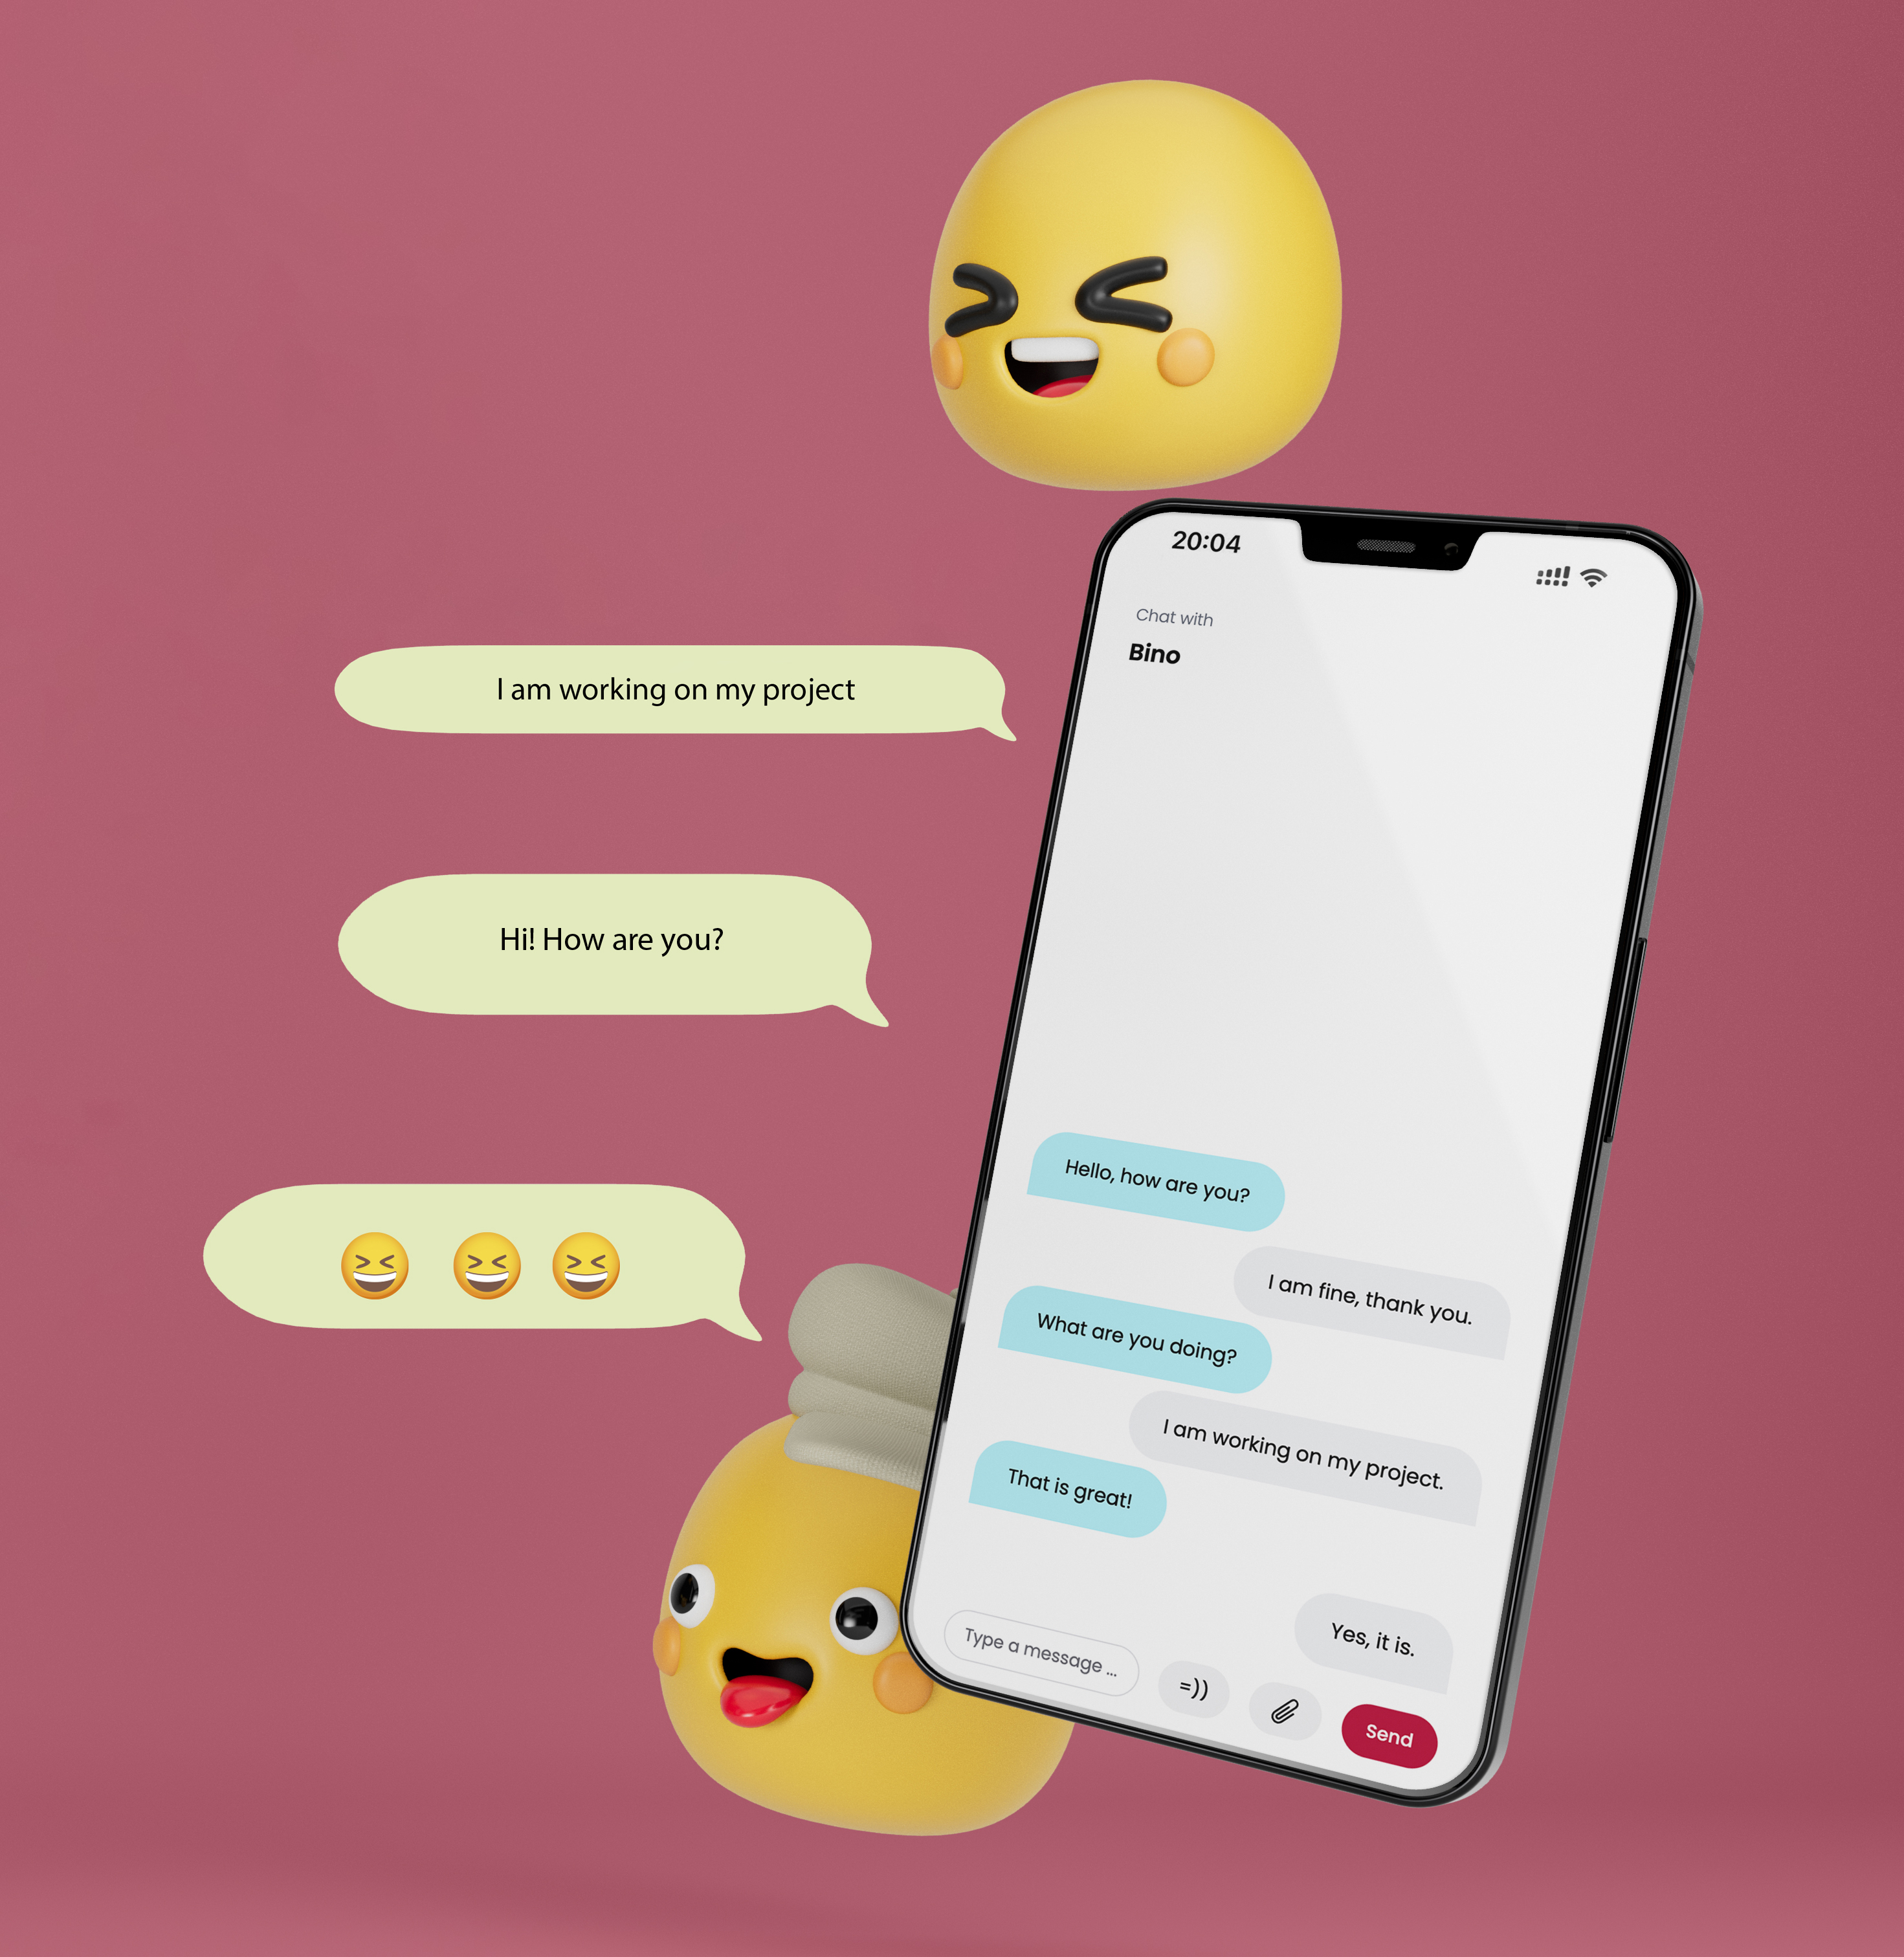 20:04
Chat with
Bino
I am working on my project
Hi! How are you?
Hello, how are you?
I am fine, thank you.
What are you doing?
I am working on my project.
That is great!
Yes, it is.
Type a message ...
=))
Send